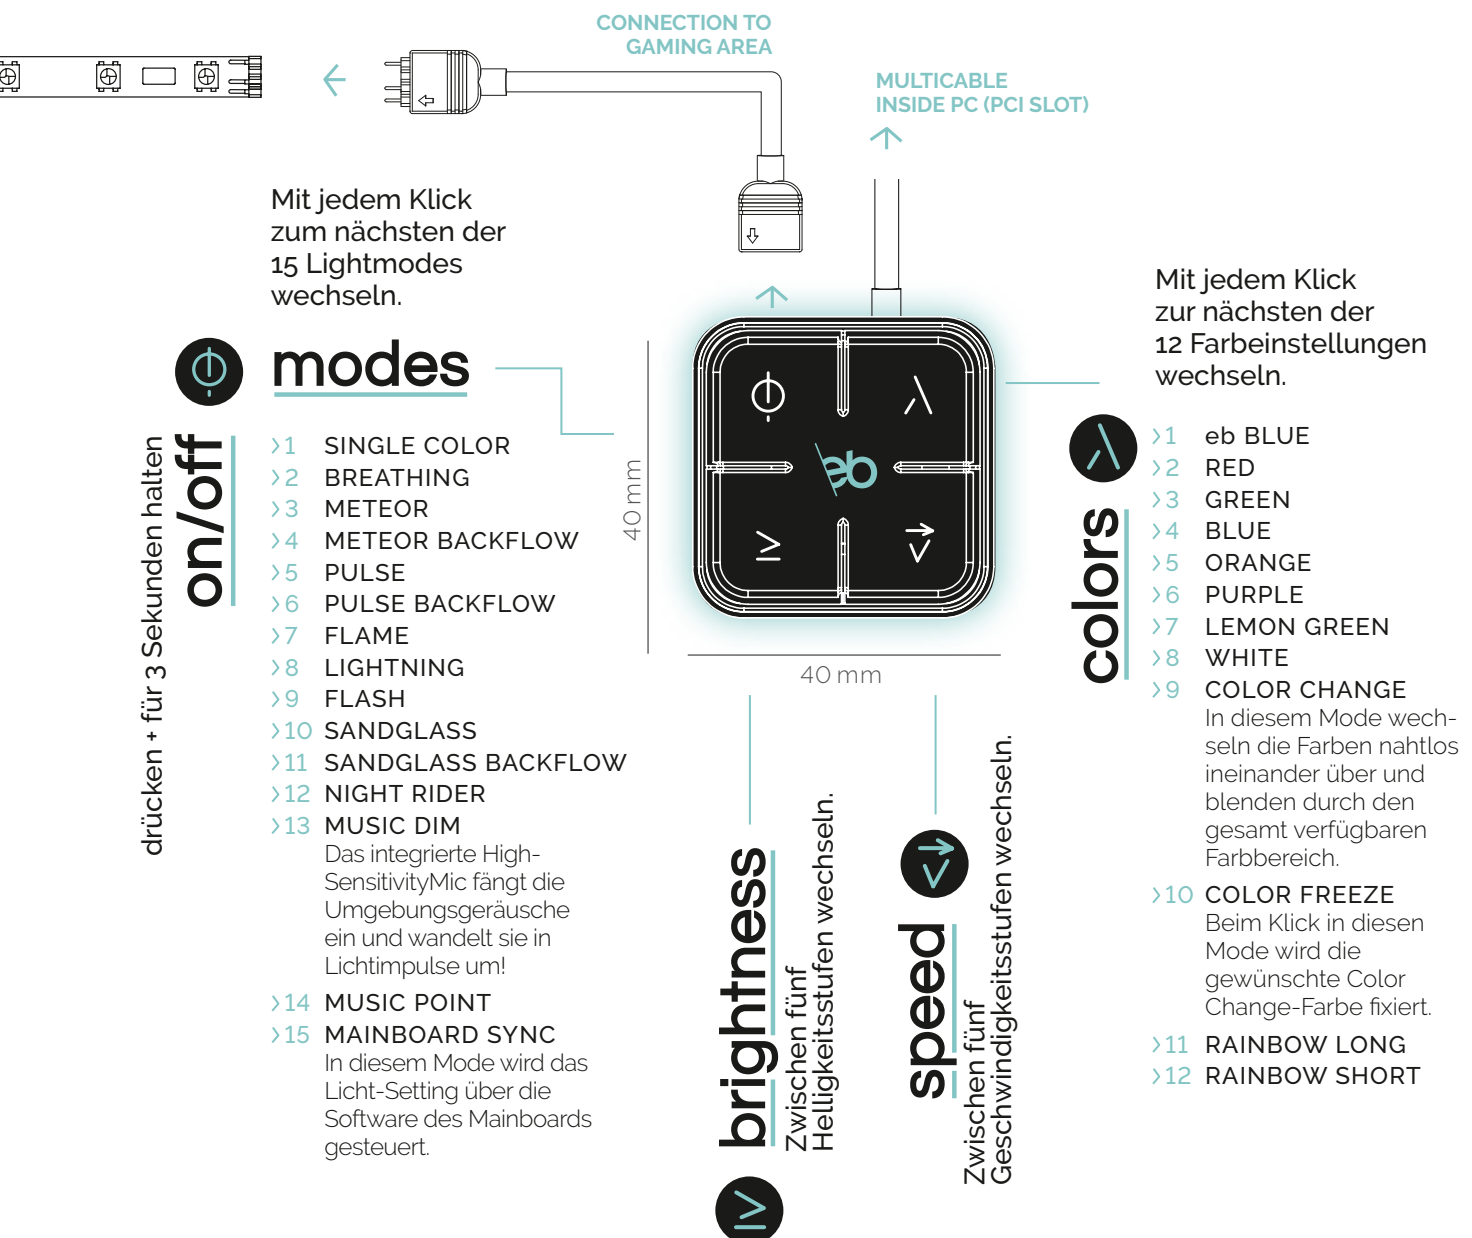 CONNECTION TO
GAMING AREA
MULTICABLE
INSIDE PC (PCI SLOT)
Mit jedem Klick
zum nächsten der
15 Lightmodes
wechseln.
modes
on/off
drücken + für 3 Sekunden halten
>1 SINGLE COLOR
>2 BREATHING
>3 METEOR
>4 METEOR BACKFLOW
>5 PULSE
>6 PULSE BACKFLOW
>7 FLAME
>8 LIGHTNING
>9 FLASH
>10 SANDGLASS
>11 SANDGLASS BACKFLOW
>12 NIGHT RIDER
>13 MUSIC DIM
Das integrierte High-
SensitivityMic fängt die
Umgebungsgeräusche
ein und wandelt sie in
Lichtimpulse um!
>14 MUSIC POINT
>15 MAINBOARD SYNC
In diesem Mode wird das
Licht-Setting über die
Software des Mainboards
gesteuert.
40 mm
eb
40 mm
brightness
Zwischen fünf
Helligkeitsstufen wechseln.
speed
Zwischen fünf
Geschwindigkeitsstufen wechseln.
Mit jedem Klick
zur nächsten der
12 Farbeinstellungen
wechseln.
colors
>1 eb BLUE
>2 RED
>3 GREEN
>4 BLUE
>5 ORANGE
>6 PURPLE
>7 LEMON GREEN
>8 WHITE
>9 COLOR CHANGE
In diesem Mode wech-
seln die Farben nahtlos
ineinander über und
blenden durch den
gesamt verfügbaren
Farbbereich.
>10 COLOR FREEZE
Beim Klick in diesen
Mode wird die
gewünschte Color
Change-Farbe fixiert.
>11 RAINBOW LONG
>12 RAINBOW SHORT